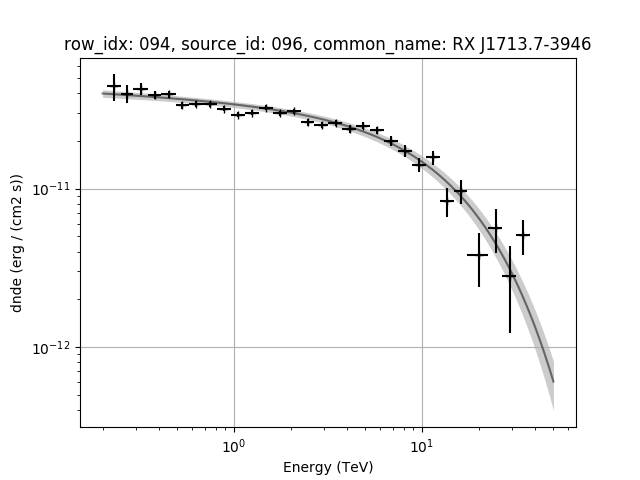 row_idx: 094, source_id: 096, common_name: RX J1713.7-3946
dnde (erg / (cm2 s))
10⁻¹¹
10⁻¹²
10⁰
10¹
Energy (TeV)